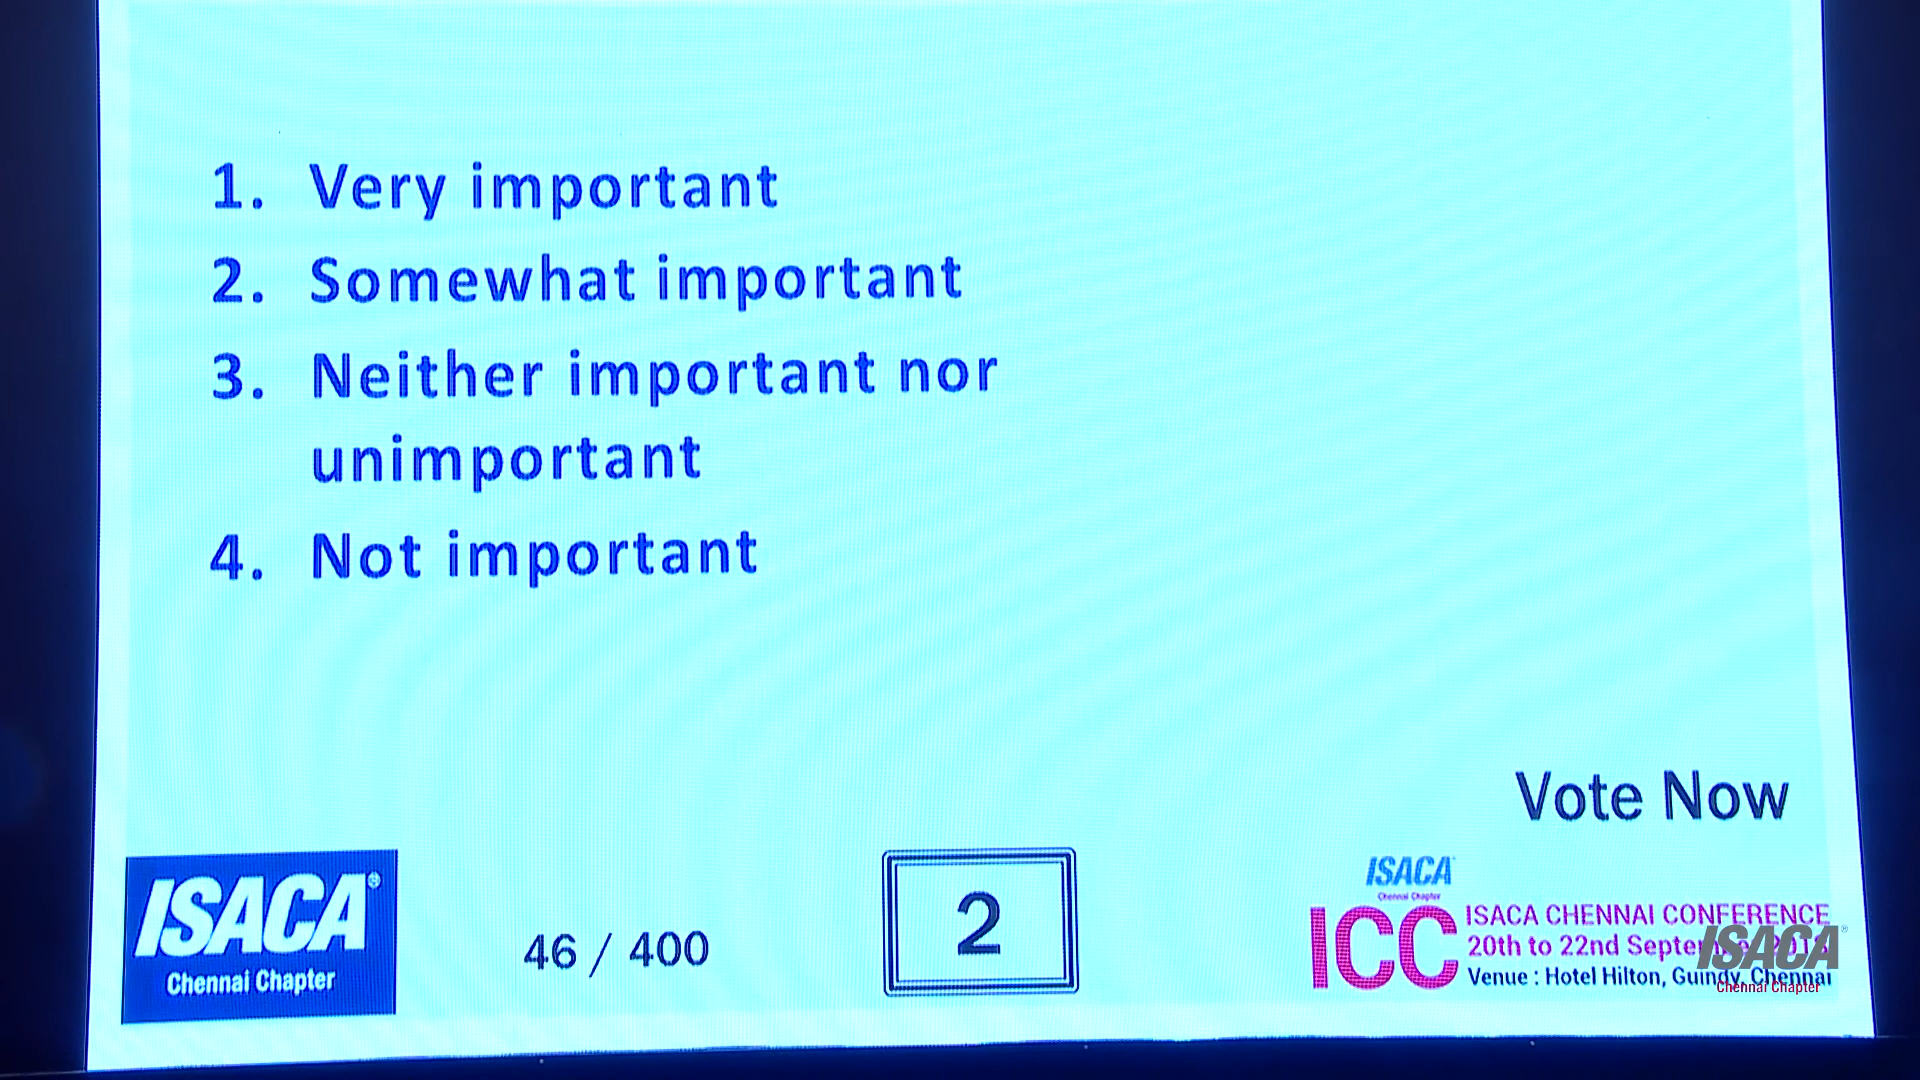 1. Very important
2. Somewhat important
3. Neither important nor
unimportant
4. Not important
Vote Now
ISACA®
Chennai Chapter
46 / 400
2
ISACA
Chennai Chapter
ICC
ISACA CHENNAI CONFERENCE
20th to 22nd
Venue : Hotel Hilton, Guindy, Chennai
ISACA®
Chennai Chapter